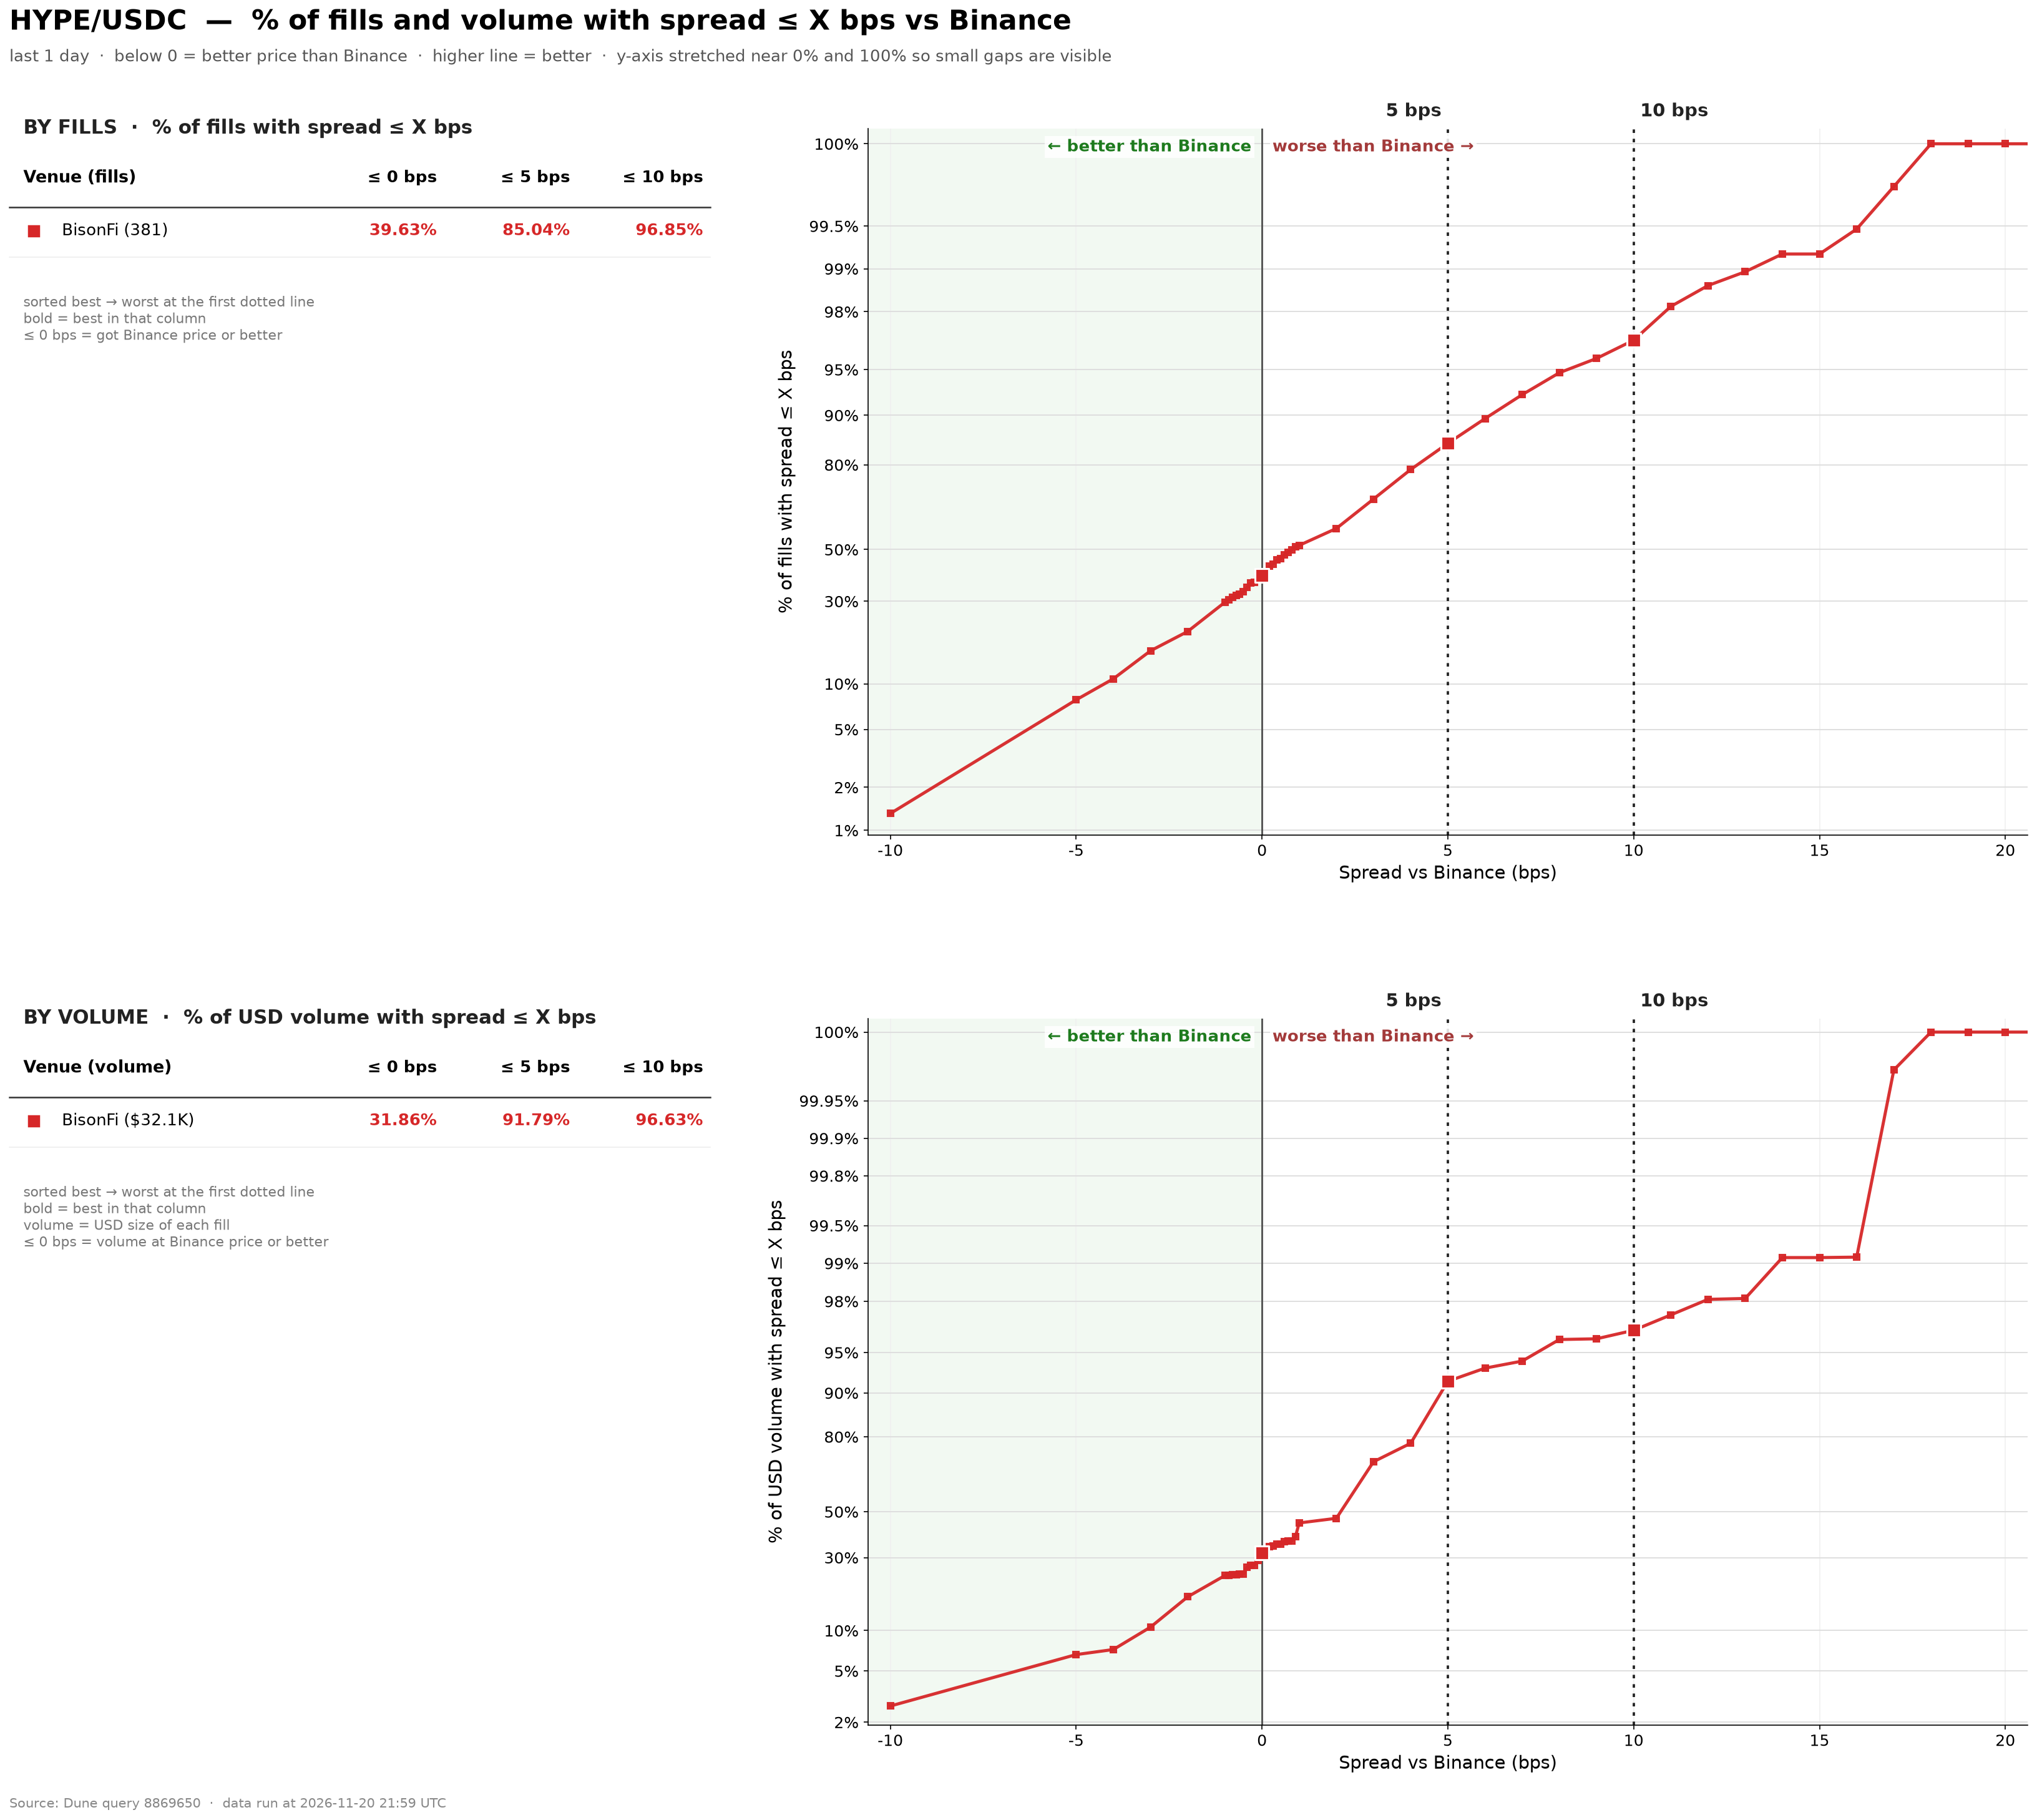 HYPE/USDC — % of fills and volume with spread ≤ X bps vs Binance
last 1 day · below 0 = better price than Binance · higher line = better · y-axis stretched near 0% and 100% so small gaps are visible
BY FILLS · % of fills with spread ≤ X bps
Venue (fills) ≤ 0 bps ≤ 5 bps ≤ 10 bps
BisonFi (381) 39.63% 85.04% 96.85%
sorted best → worst at the first dotted line
bold = best in that column
≤ 0 bps = got Binance price or better
5 bps 10 bps
← better than Binance worse than Binance →
% of fills with spread ≤ X bps
100%
99.5%
99%
98%
95%
90%
80%
50%
30%
10%
5%
2%
1%
-10 -5 0 5 10 15 20
Spread vs Binance (bps)
BY VOLUME · % of USD volume with spread ≤ X bps
Venue (volume) ≤ 0 bps ≤ 5 bps ≤ 10 bps
BisonFi ($32.1K) 31.86% 91.79% 96.63%
sorted best → worst at the first dotted line
bold = best in that column
volume = USD size of each fill
≤ 0 bps = volume at Binance price or better
5 bps 10 bps
← better than Binance worse than Binance →
% of USD volume with spread ≤ X bps
100%
99.95%
99.9%
99.8%
99.5%
99%
98%
95%
90%
80%
50%
30%
10%
5%
2%
-10 -5 0 5 10 15 20
Spread vs Binance (bps)
Source: Dune query 8869650 · data run at 2026-11-20 21:59 UTC